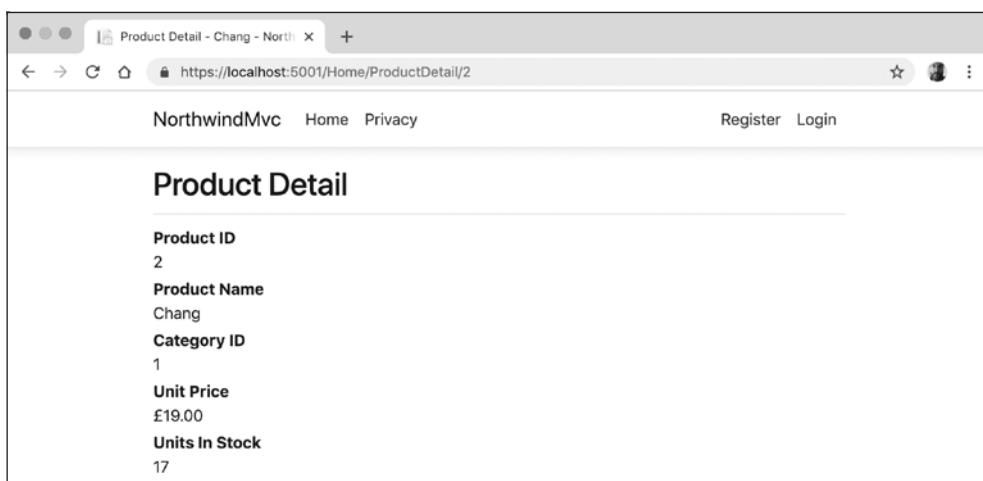 Product Detail - Chang - North
https://localhost:5001/Home/ProductDetail/2
NorthwindMvc Home Privacy Register Login
Product Detail
Product ID
2
Product Name
Chang
Category ID
1
Unit Price
£19.00
Units In Stock
17